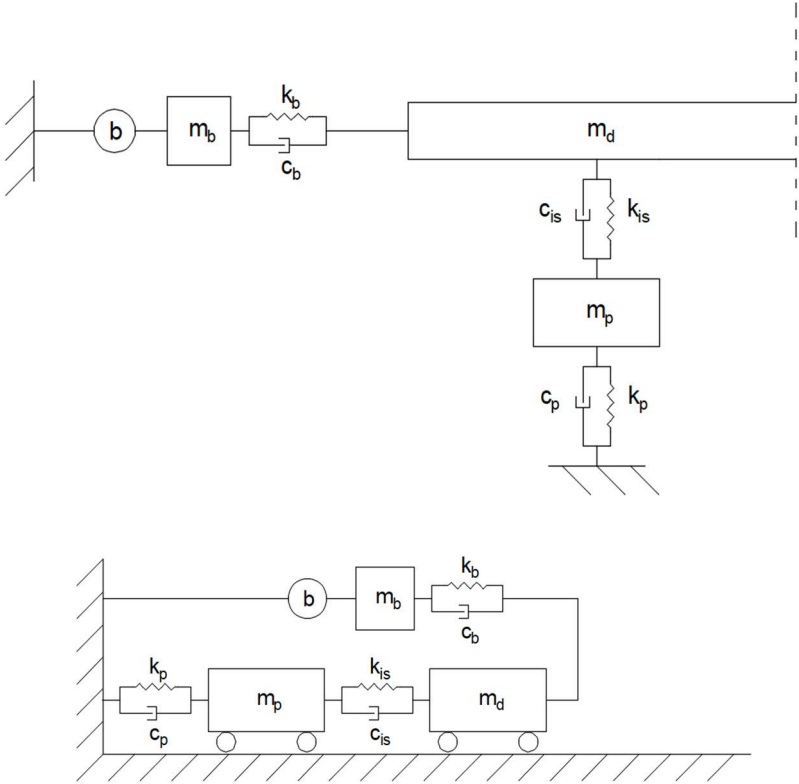 k_b
b
m_b
c_b
m_d
c_is
k_is
m_p
c_p
k_p
k_b
b
m_b
c_b
k_p
m_p
c_p
k_is
c_is
m_d